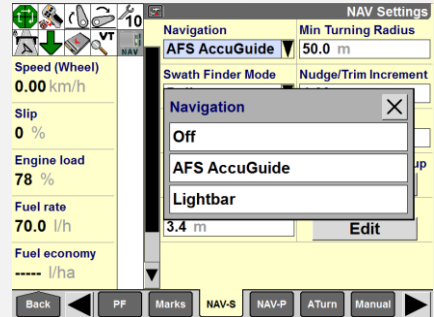 NAV Settings
10
VT
NAV
Navigation
Min Turning Radius
AFS AccuGuide
50.0 m
Speed (Wheel)
0.00 km/h
Swath Finder Mode
Nudge/Trim Increment
Slip
0 %
Engine load
78 %
Fuel rate
70.0 l/h
Fuel economy
----- l/ha
Navigation
Off
AFS AccuGuide
Lightbar
up
3.4 m
Edit
Back
PF
Marks
NAV-S
NAV-P
ATurn
Manual